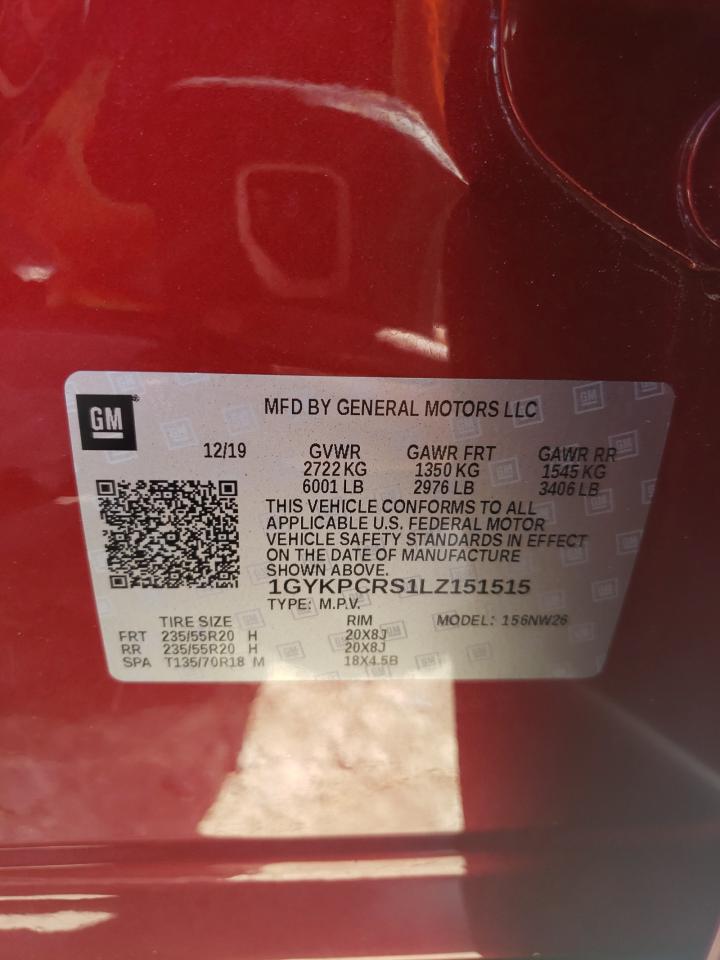 GM
MFD BY GENERAL MOTORS LLC
12/19 GVWR GAWR FRT GAWR RR
2722 KG 1350 KG 1545 KG
6001 LB 2976 LB 3406 LB
THIS VEHICLE CONFORMS TO ALL
APPLICABLE U.S. FEDERAL MOTOR
VEHICLE SAFETY STANDARDS IN EFFECT
ON THE DATE OF MANUFACTURE
SHOWN ABOVE.
1GYKPCRS1LZ151515
TYPE: M.P.V.
TIRE SIZE RIM MODEL: 156NW26
FRT 235/55R20 H 20X8J
RR 235/55R20 H 20X8J
SPA T135/70R18 M 18X4.5B